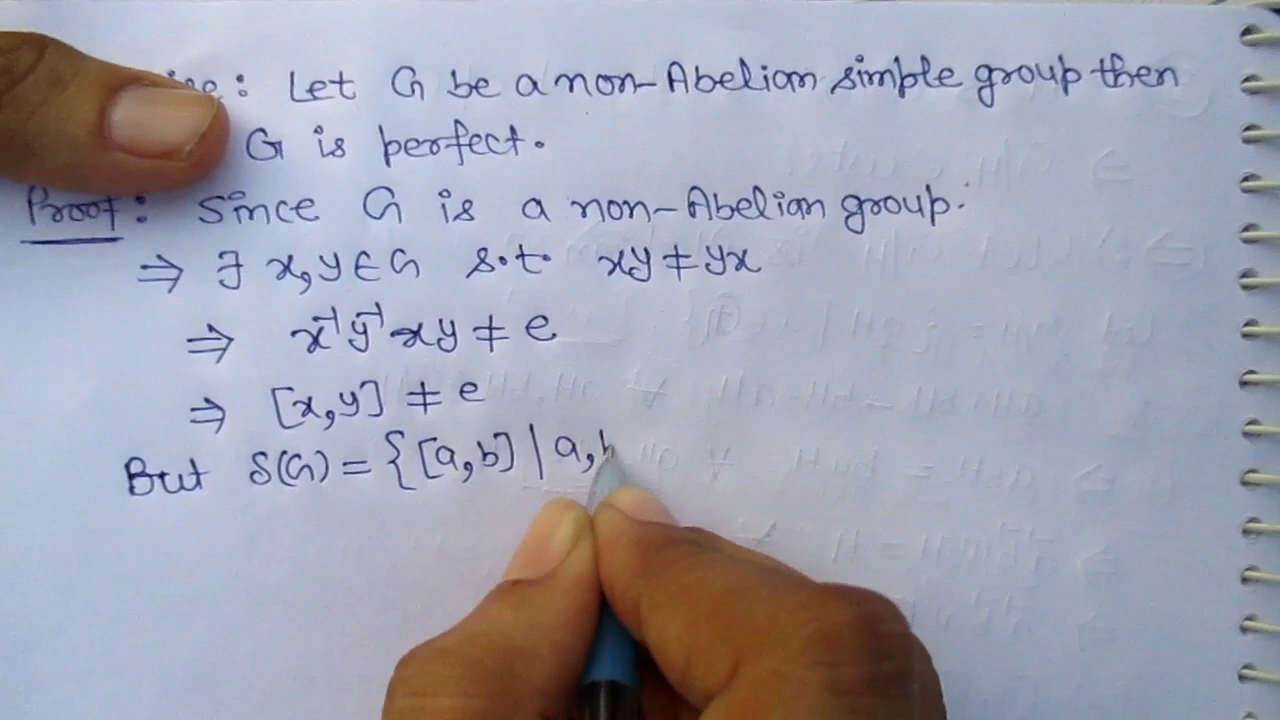 : Let G be a non-Abelian simple group then
G is perfect.
Proof: Since G is a non-Abelian group.
⇒ ∃ x,y∈G s.t. xy≠yx
⇒ x⁻¹y⁻¹xy≠e
⇒ [x,y] ≠ e
But δ(G) = {[a,b] | a,b